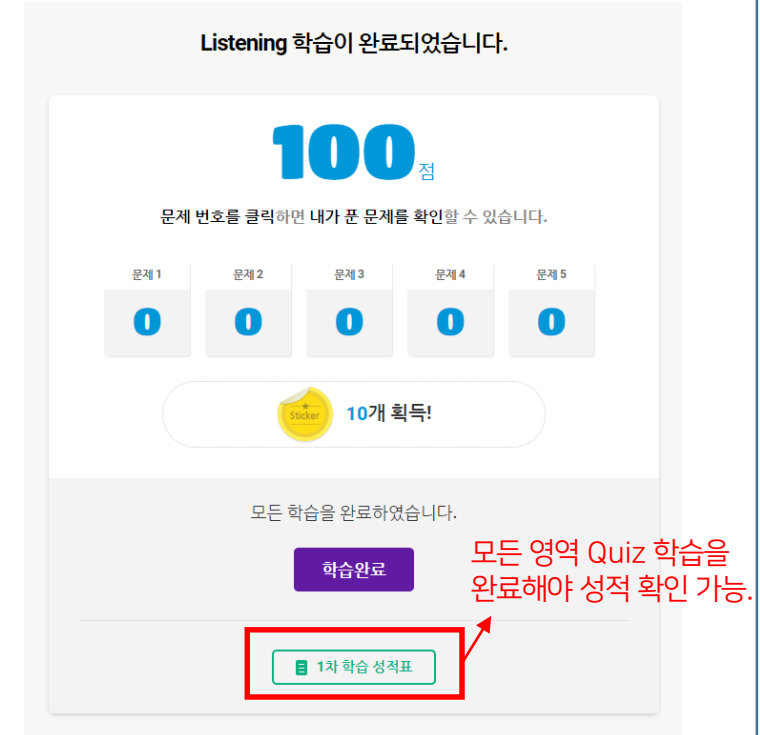 Listening 학습이 완료되었습니다.
100점
문제 번호를 클릭하면 내가 푼 문제를 확인할 수 있습니다.
문제 1 문제 2 문제 3 문제 4 문제 5
O O O O O
Sticker 10개 획득!
모든 학습을 완료하였습니다.
학습완료
모든 영역 Quiz 학습을
완료해야 성적 확인 가능.
1차 학습 성적표